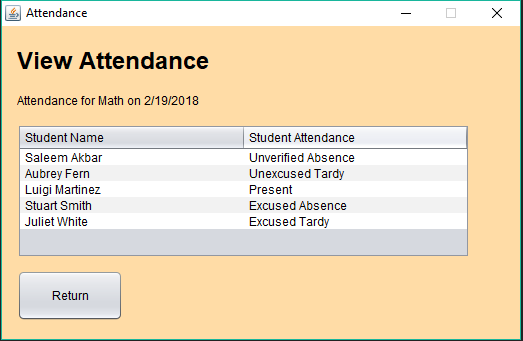 Attendance
View Attendance
Attendance for Math on 2/19/2018
Student Name Student Attendance
Saleem Akbar Unverified Absence
Aubrey Fern Unexcused Tardy
Luigi Martinez Present
Stuart Smith Excused Absence
Juliet White Excused Tardy
Return